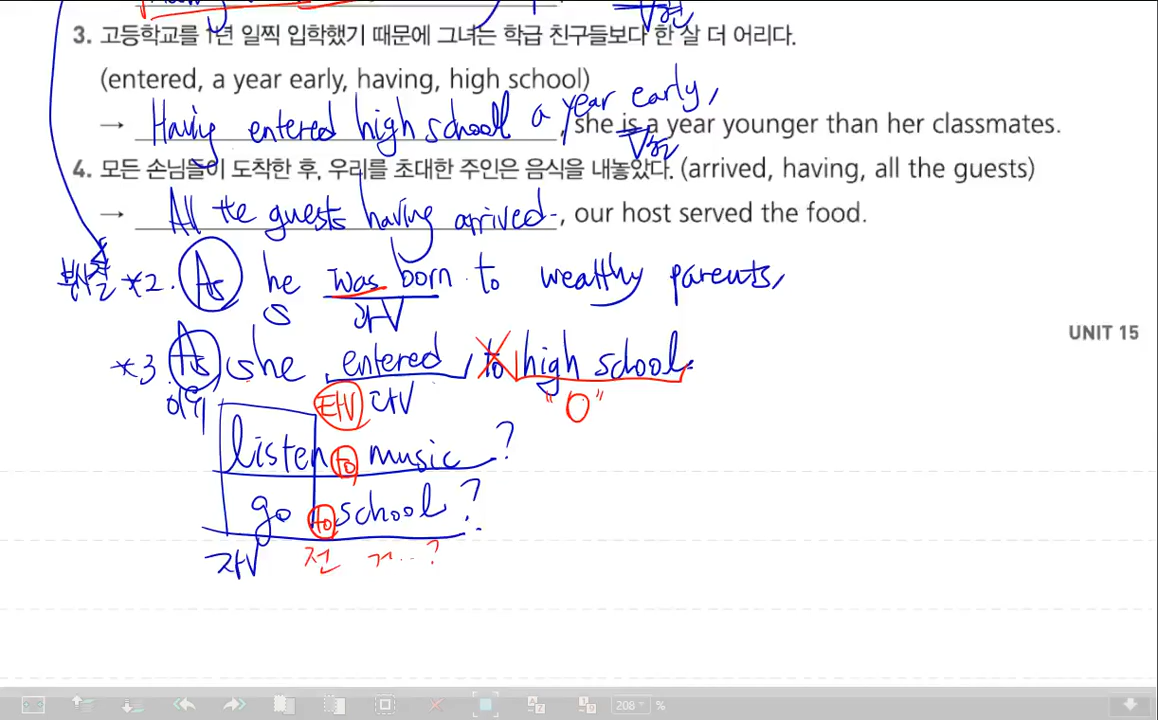 3. 고등학교를 1년 일찍 입학했기 때문에 그녀는 학급 친구들보다 한 살 더 어리다.
(entered, a year early, having, high school)
→ Having entered high school a year early, , she is a year younger than her classmates.
V현
4. 모든 손님들이 도착한 후, 우리를 초대한 주인은 음식을 내놓았다. (arrived, having, all the guests)
→ All the guests having arrived , our host served the food.
*2. As he was born to wealthy parents,
S 과V
UNIT 15
*3 As she entered to high school.
타V 과V "O"
listen to music ?
go to school ?
자V 전
208 %